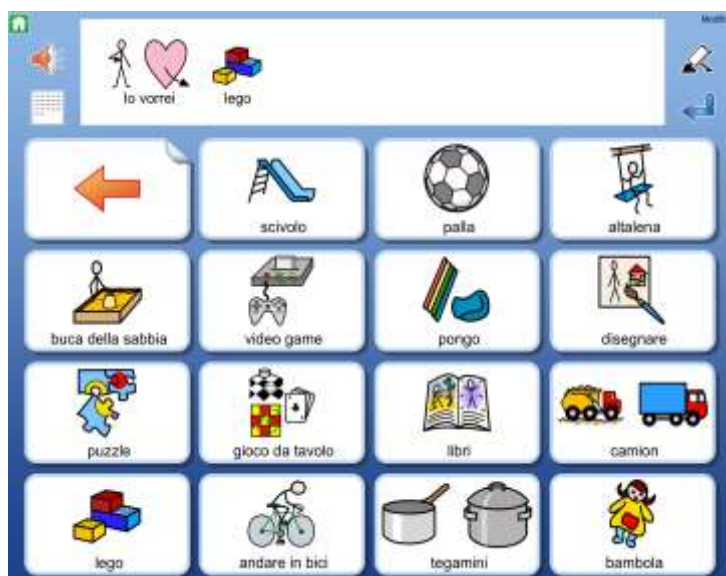 Io vorrei lego
scivolo palla altalena
buca della sabbia video game pongo disegnare
puzzle gioco da tavolo libri camion
lego andare in bici tegamini bambola